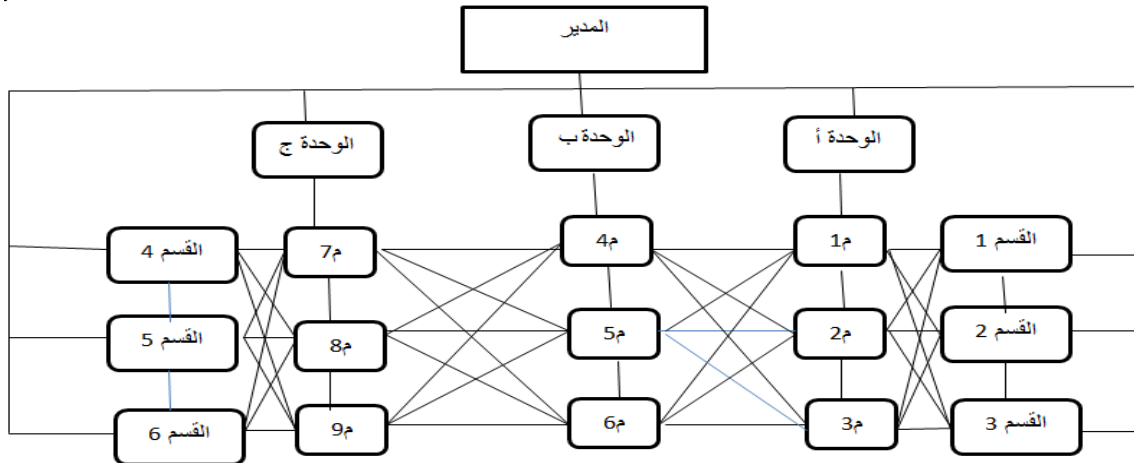 المدير
الوحدة أ
الوحدة ب
الوحدة ج
القسم 1
م1
م4
م7
القسم 4
القسم 2
م2
م5
م8
القسم 5
القسم 3
م3
م6
م9
القسم 6